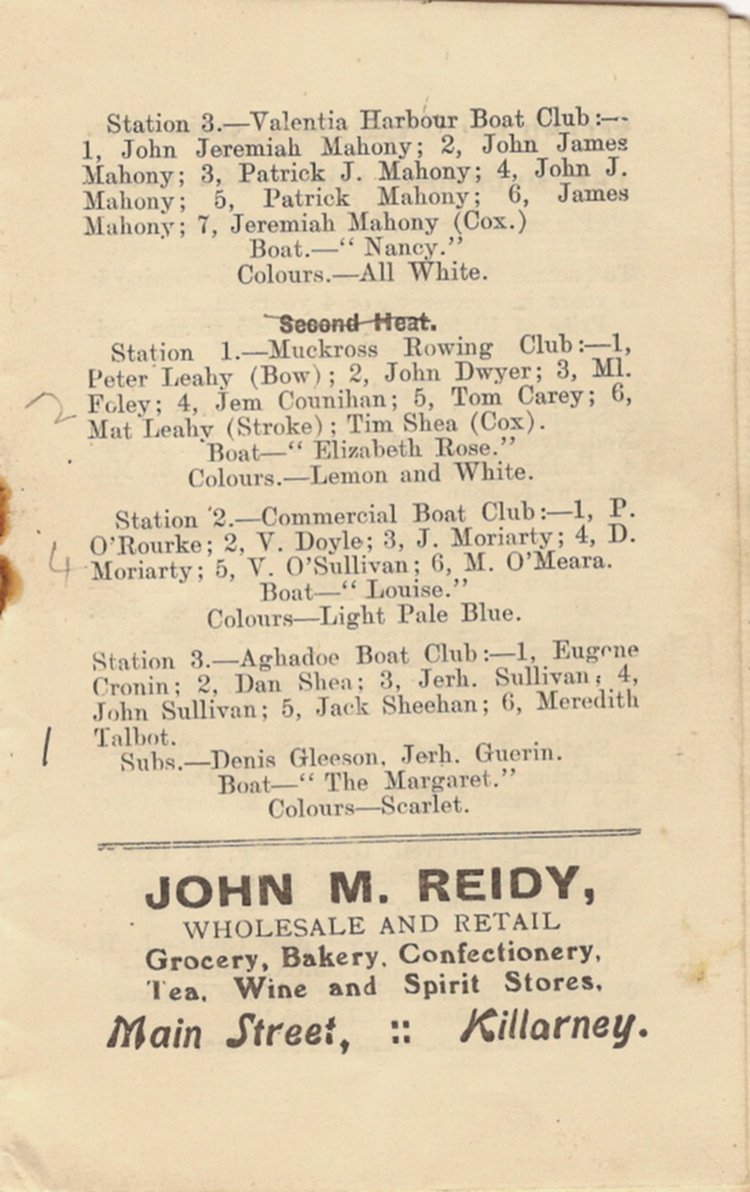 Station 3.—Valentia Harbour Boat Club:—
1, John Jeremiah Mahony; 2, John James
Mahony; 3, Patrick J. Mahony; 4, John J.
Mahony; 5, Patrick Mahony; 6, James
Mahony; 7, Jeremiah Mahony (Cox.)
Boat.—“ Nancy.”
Colours.—All White.
Second Heat.
Station 1.—Muckross Rowing Club:—1,
Peter Leahy (Bow); 2, John Dwyer; 3, Ml.
2 Foley; 4, Jem Counihan; 5, Tom Carey; 6,
Mat Leahy (Stroke); Tim Shea (Cox).
Boat—“ Elizabeth Rose.”
Colours.—Lemon and White.
Station 2.—Commercial Boat Club:—1, P.
O'Rourke; 2, V. Doyle; 3, J. Moriarty; 4, D.
4 Moriarty; 5, V. O'Sullivan; 6, M. O'Meara.
Boat—“ Louise.”
Colours—Light Pale Blue.
Station 3.—Aghadoe Boat Club:—1, Eugene
Cronin; 2, Dan Shea; 3, Jerh. Sullivan; 4,
John Sullivan; 5, Jack Sheehan; 6, Meredith
1 Talbot.
Subs.—Denis Gleeson, Jerh. Guerin.
Boat—“ The Margaret.”
Colours—Scarlet.
JOHN M. REIDY,
WHOLESALE AND RETAIL
Grocery, Bakery, Confectionery,
Tea, Wine and Spirit Stores,
Main Street, :: Killarney.